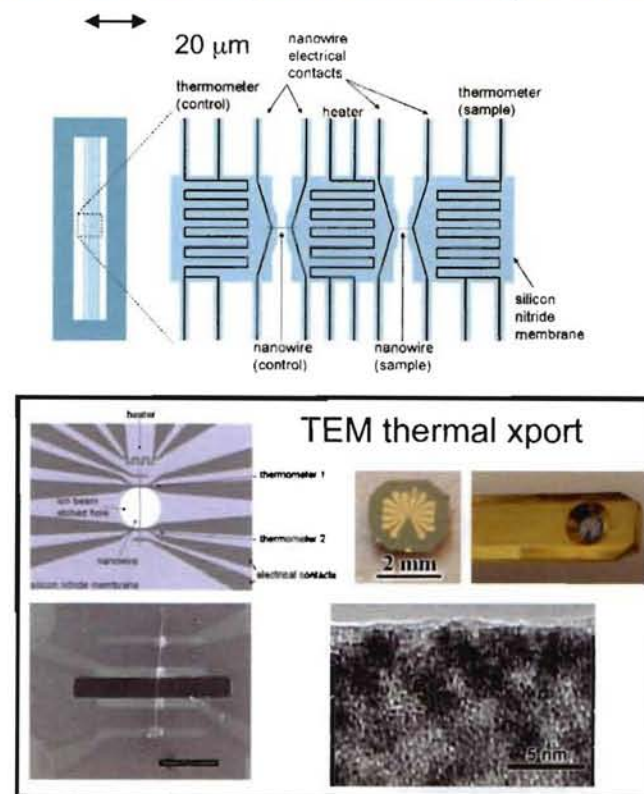 20 μm
nanowire
electrical
contacts
thermometer
(control)
heater
thermometer
(sample)
silicon
nitride
membrane
nanowire
(control)
nanowire
(sample)
TEM thermal xport
heater
thermometer 1
ion beam
etched hole
thermometer 2
nanowire
electrical contacts
silicon nitride membrane
2 mm
5 nm